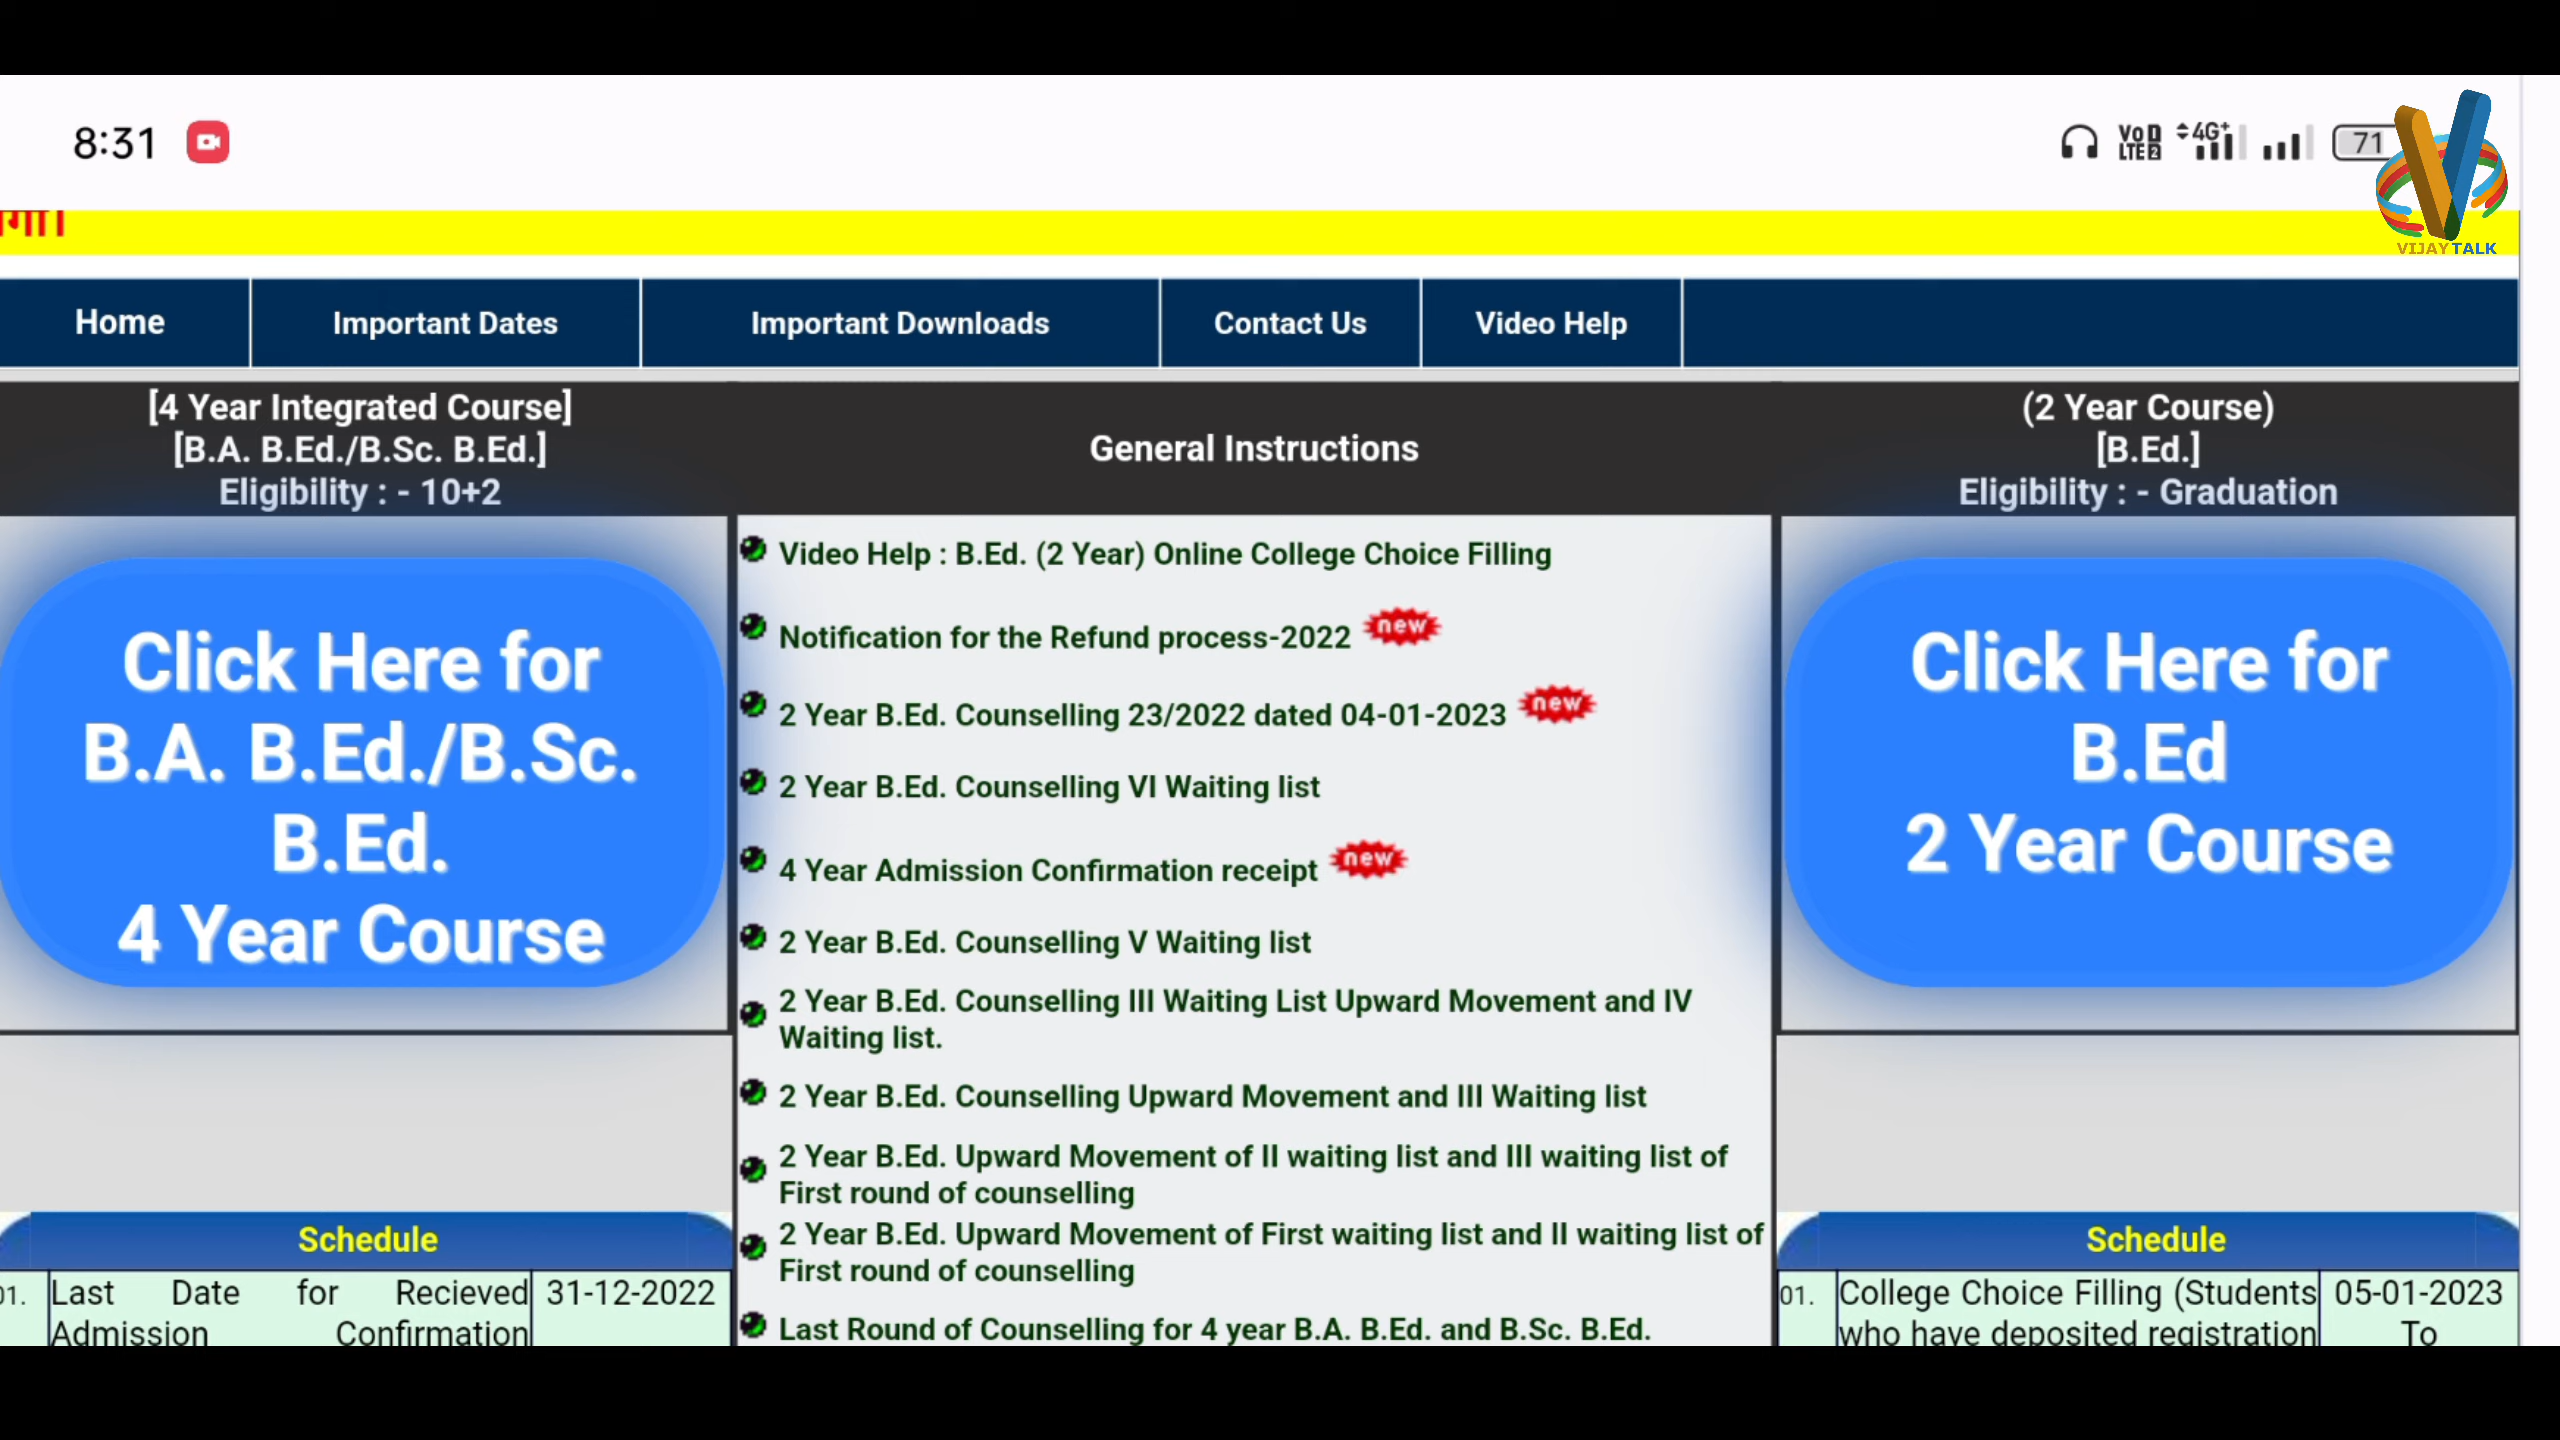 8:31
Vo 1
LTE 2
4G+
71
VIJAY TALK
Home
Important Dates
Important Downloads
Contact Us
Video Help
[4 Year Integrated Course]
[B.A. B.Ed./B.Sc. B.Ed.]
Eligibility : - 10+2
Click Here for
B.A. B.Ed./B.Sc.
B.Ed.
4 Year Course
Schedule
01. Last Date for Recieved 31-12-2022
Admission Confirmation
General Instructions
Video Help : B.Ed. (2 Year) Online College Choice Filling
Notification for the Refund process-2022 new
2 Year B.Ed. Counselling 23/2022 dated 04-01-2023 new
2 Year B.Ed. Counselling VI Waiting list
4 Year Admission Confirmation receipt new
2 Year B.Ed. Counselling V Waiting list
2 Year B.Ed. Counselling III Waiting List Upward Movement and IV
Waiting list.
2 Year B.Ed. Counselling Upward Movement and III Waiting list
2 Year B.Ed. Upward Movement of II waiting list and III waiting list of
First round of counselling
2 Year B.Ed. Upward Movement of First waiting list and II waiting list of
First round of counselling
Last Round of Counselling for 4 year B.A. B.Ed. and B.Sc. B.Ed.
(2 Year Course)
[B.Ed.]
Eligibility : - Graduation
Click Here for
B.Ed
2 Year Course
Schedule
01. College Choice Filling (Students 05-01-2023
who have deposited registration To